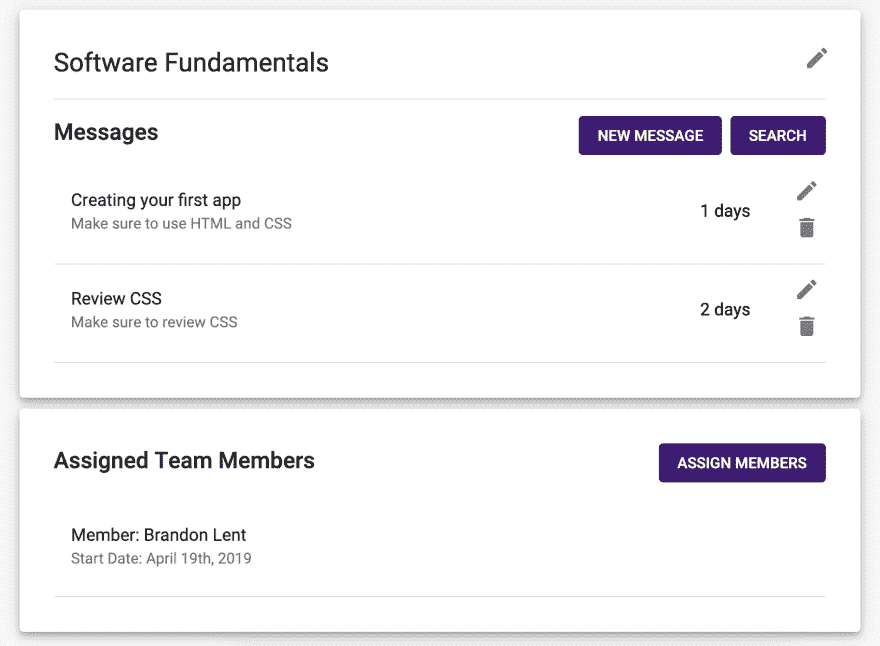 Software Fundamentals
Messages
NEW MESSAGE
SEARCH
Creating your first app
Make sure to use HTML and CSS
1 days
Review CSS
Make sure to review CSS
2 days
Assigned Team Members
ASSIGN MEMBERS
Member: Brandon Lent
Start Date: April 19th, 2019